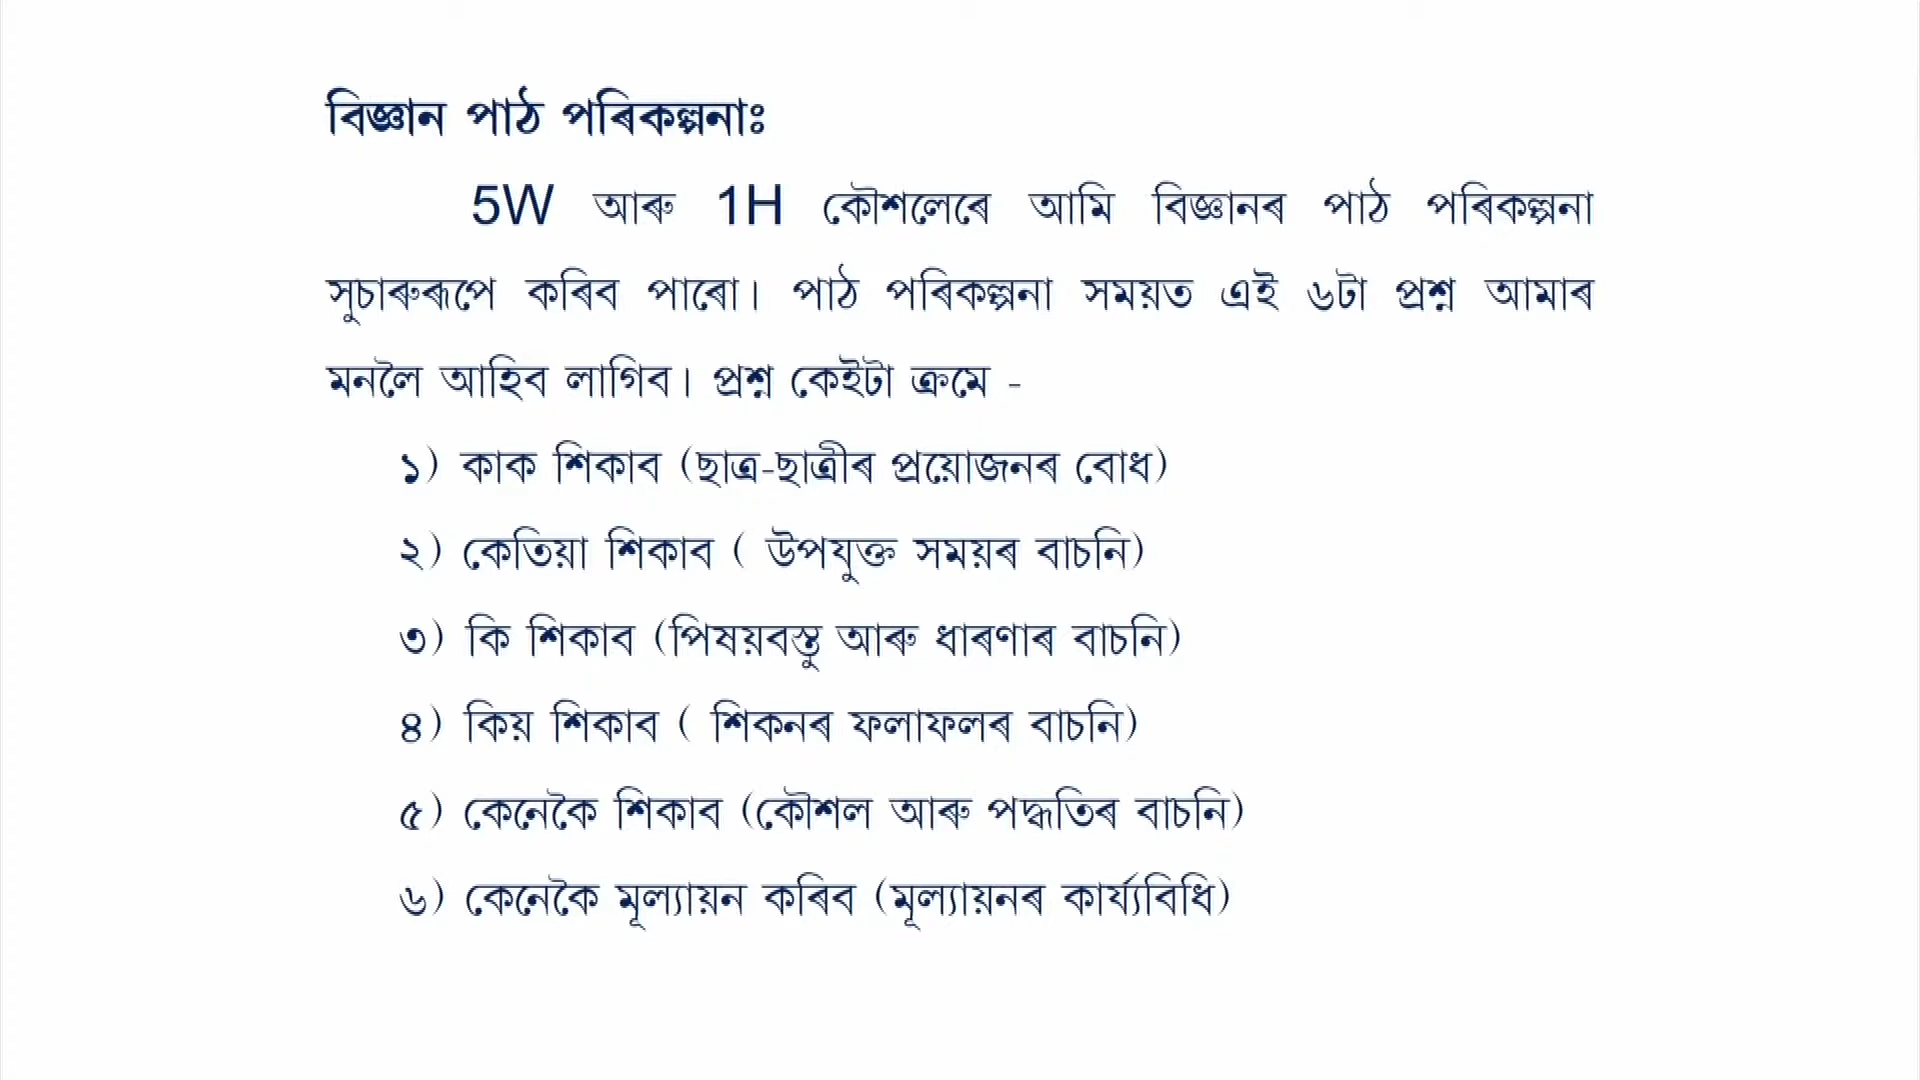 বিজ্ঞান পাঠ পৰিকল্পনাঃ
5W আৰু 1H কৌশলেৰে আমি বিজ্ঞানৰ পাঠ পৰিকল্পনা
সুচাৰুৰূপে কৰিব পাৰো। পাঠ পৰিকল্পনা সময়ত এই ৬টা প্ৰশ্ন আমাৰ
মনলৈ আহিব লাগিব। প্ৰশ্ন কেইটা ক্ৰমে -
১) কাক শিকাব (ছাত্ৰ-ছাত্ৰীৰ প্ৰয়োজনৰ বোধ)
২) কেতিয়া শিকাব ( উপযুক্ত সময়ৰ বাচনি)
৩) কি শিকাব (পিষয়বস্তু আৰু ধাৰণাৰ বাচনি)
৪) কিয় শিকাব ( শিকনৰ ফলাফলৰ বাচনি)
৫) কেনেকৈ শিকাব (কৌশল আৰু পদ্ধতিৰ বাচনি)
৬) কেনেকৈ মূল্যায়ন কৰিব (মূল্যায়নৰ কাৰ্য্যবিধি)